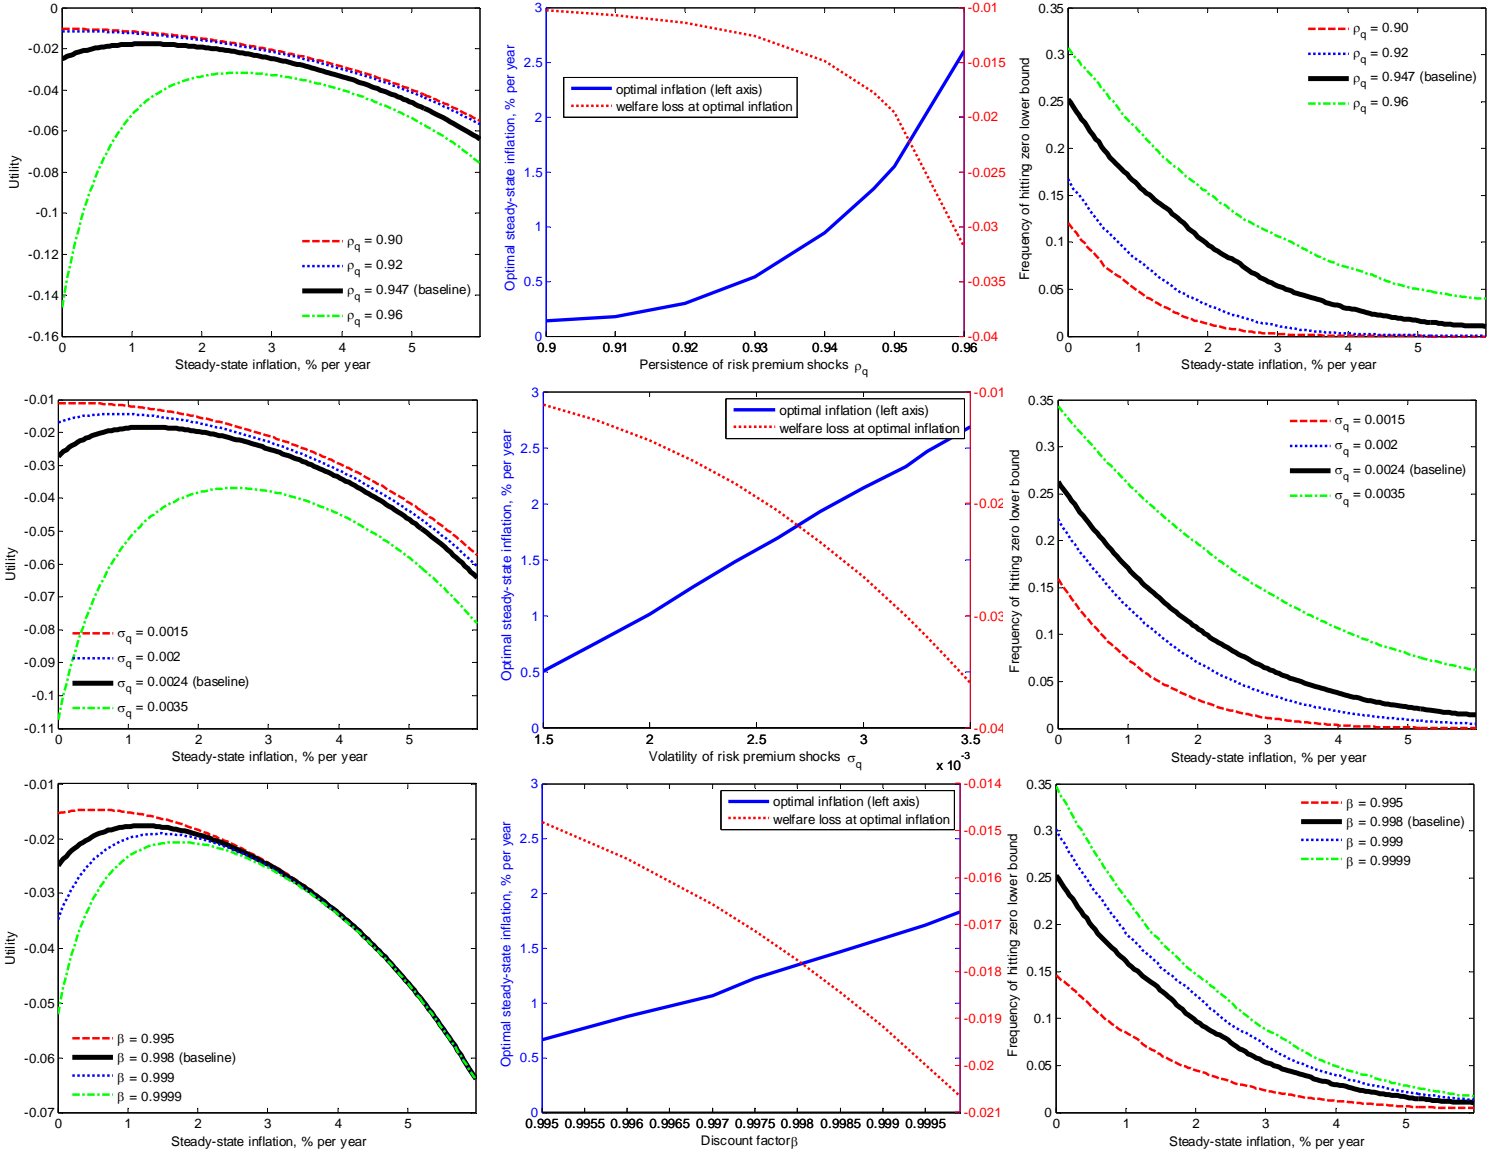 0
-0.02
-0.04
-0.06
-0.08
-0.1
-0.12
-0.14
-0.16
Utility
0 1 2 3 4 5
Steady-state inflation, % per year
ρq = 0.90
ρq = 0.92
ρq = 0.947 (baseline)
ρq = 0.96
3
2.5
2
1.5
1
0.5
0
Optimal steady-state inflation, % per year
optimal inflation (left axis)
welfare loss at optimal inflation
-0.01
-0.015
-0.02
-0.025
-0.03
-0.035
-0.04
0.9 0.91 0.92 0.93 0.94 0.95 0.96
Persistence of risk premium shocks ρq
0.35
0.3
0.25
0.2
0.15
0.1
0.05
0
Frequency of hitting zero lower bound
ρq = 0.90
ρq = 0.92
ρq = 0.947 (baseline)
ρq = 0.96
0 1 2 3 4 5
Steady-state inflation, % per year
-0.01
-0.02
-0.03
-0.04
-0.05
-0.06
-0.07
-0.08
-0.09
-0.1
-0.11
Utility
σq = 0.0015
σq = 0.002
σq = 0.0024 (baseline)
σq = 0.0035
0 1 2 3 4 5
Steady-state inflation, % per year
3
2.5
2
1.5
1
0.5
0
Optimal steady-state inflation, % per year
optimal inflation (left axis)
welfare loss at optimal inflation
-0.01
-0.02
-0.03
-0.04
1.5 2 2.5 3 3.5
x 10-3
Volatility of risk premium shocks σq
0.35
0.3
0.25
0.2
0.15
0.1
0.05
0
Frequency of hitting zero lower bound
σq = 0.0015
σq = 0.002
σq = 0.0024 (baseline)
σq = 0.0035
0 1 2 3 4 5
Steady-state inflation, % per year
-0.01
-0.02
-0.03
-0.04
-0.05
-0.06
-0.07
Utility
β = 0.995
β = 0.998 (baseline)
β = 0.999
β = 0.9999
0 1 2 3 4 5
Steady-state inflation, % per year
3
2.5
2
1.5
1
0.5
0
Optimal steady-state inflation, % per year
optimal inflation (left axis)
welfare loss at optimal inflation
-0.014
-0.015
-0.016
-0.017
-0.018
-0.019
-0.02
-0.021
0.995 0.9955 0.996 0.9965 0.997 0.9975 0.998 0.9985 0.999 0.9995
Discount factorβ
0.35
0.3
0.25
0.2
0.15
0.1
0.05
0
Frequency of hitting zero lower bound
β = 0.995
β = 0.998 (baseline)
β = 0.999
β = 0.9999
0 1 2 3 4 5
Steady-state inflation, % per year